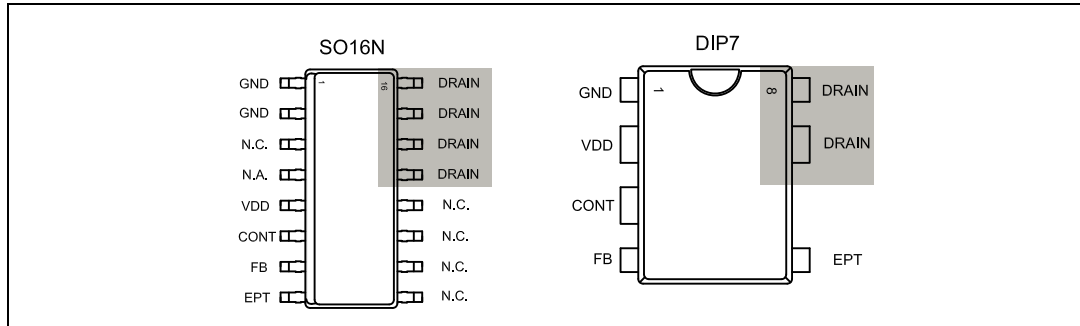 SO16N
GND 1 16 DRAIN
GND DRAIN
N.C. DRAIN
N.A. DRAIN
VDD N.C.
CONT N.C.
FB N.C.
EPT N.C.
DIP7
GND 1 8 DRAIN
VDD DRAIN
CONT
FB EPT